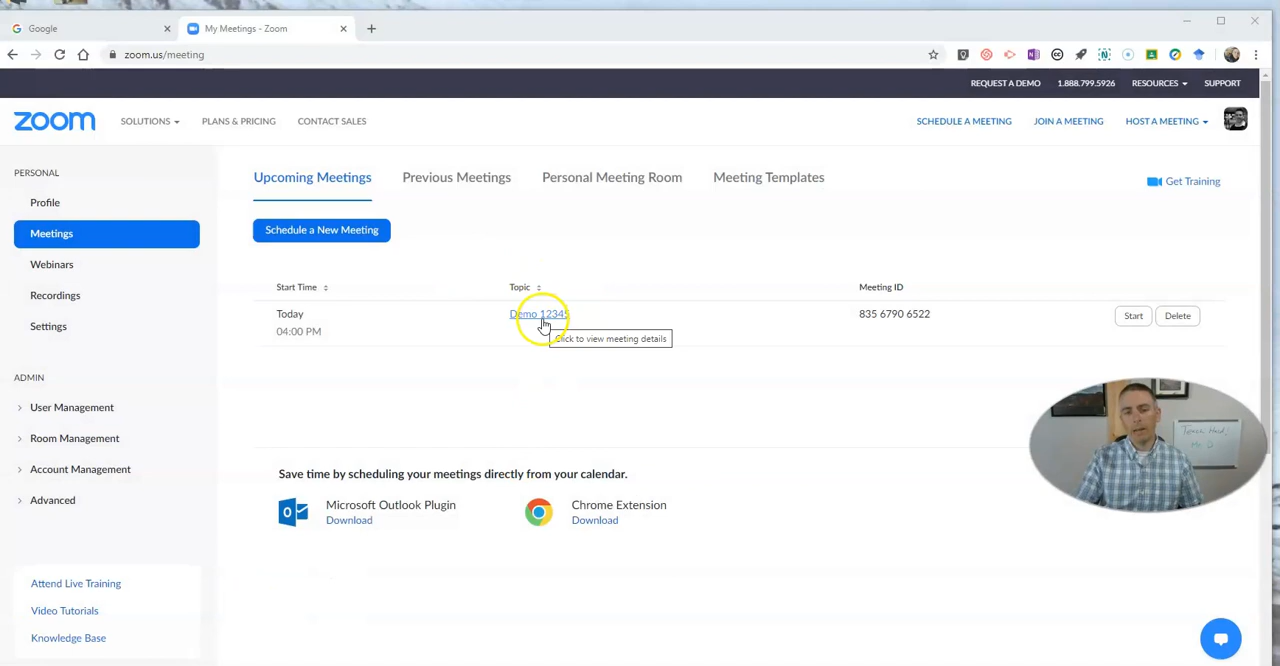 Google
My Meetings - Zoom
zoom.us/meeting
REQUEST A DEMO 1.888.799.5926 RESOURCES SUPPORT
zoom SOLUTIONS PLANS & PRICING CONTACT SALES SCHEDULE A MEETING JOIN A MEETING HOST A MEETING
PERSONAL
Profile
Meetings
Webinars
Recordings
Settings
ADMIN
User Management
Room Management
Account Management
Advanced
Attend Live Training
Video Tutorials
Knowledge Base
Upcoming Meetings Previous Meetings Personal Meeting Room Meeting Templates
Get Training
Schedule a New Meeting
Start Time Topic Meeting ID
Today Demo 12345 835 6790 6522 Start Delete
04:00 PM
Click to view meeting details
Save time by scheduling your meetings directly from your calendar.
Microsoft Outlook Plugin
Download
Chrome Extension
Download
Mr D